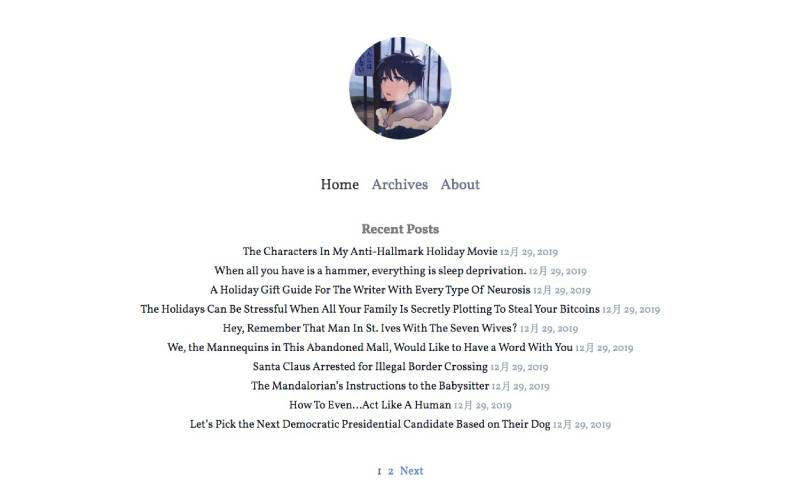 Home Archives About
Recent Posts
The Characters In My Anti-Hallmark Holiday Movie 12月 29, 2019
When all you have is a hammer, everything is sleep deprivation. 12月 29, 2019
A Holiday Gift Guide For The Writer With Every Type Of Neurosis 12月 29, 2019
The Holidays Can Be Stressful When All Your Family Is Secretly Plotting To Steal Your Bitcoins 12月 29, 2019
Hey, Remember That Man In St. Ives With The Seven Wives? 12月 29, 2019
We, the Mannequins in This Abandoned Mall, Would Like to Have a Word With You 12月 29, 2019
Santa Claus Arrested for Illegal Border Crossing 12月 29, 2019
The Mandalorian’s Instructions to the Babysitter 12月 29, 2019
How To Even…Act Like A Human 12月 29, 2019
Let’s Pick the Next Democratic Presidential Candidate Based on Their Dog 12月 29, 2019
1 2 Next